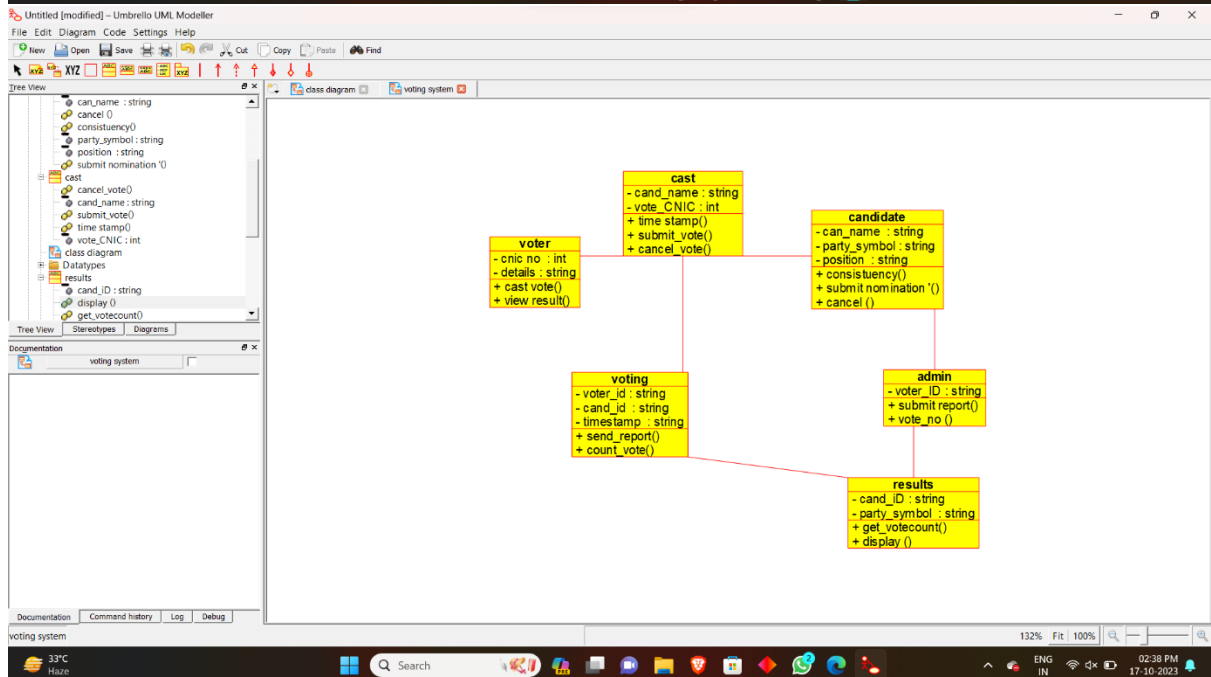 Untitled [modified] – Umbrello UML Modeller
File Edit Diagram Code Settings Help
New Open Save Cut Copy Paste Find
XYZ
Tree View
class diagram voting system
can_name : string
cancel ()
consistuency()
party_symbol : string
position : string
submit nomination '()
cast
cancel_vote()
cand_name : string
submit_vote()
time stamp()
vote_CNIC : int
class diagram
Datatypes
results
cand_iD : string
display ()
get_votecount()
Tree View Stereotypes Diagrams
Documentation
voting system
cast
- cand_name : string
- vote_CNIC : int
+ time stamp()
+ submit_vote()
+ cancel_vote()
candidate
- can_name : string
- party_symbol : string
- position : string
+ consistuency()
+ submit nomination '()
+ cancel ()
voter
- cnic no : int
- details : string
+ cast vote()
+ view result()
voting
- voter_id : string
- cand_id : string
- timestamp : string
+ send_report()
+ count_vote()
admin
- voter_ID : string
+ submit report()
+ vote_no ()
results
- cand_iD : string
- party_symbol : string
+ get_votecount()
+ display ()
Documentation Command history Log Debug
voting system
132% Fit 100%
33°C
Haze
Search
2
ENG
IN
02:38 PM
17-10-2023